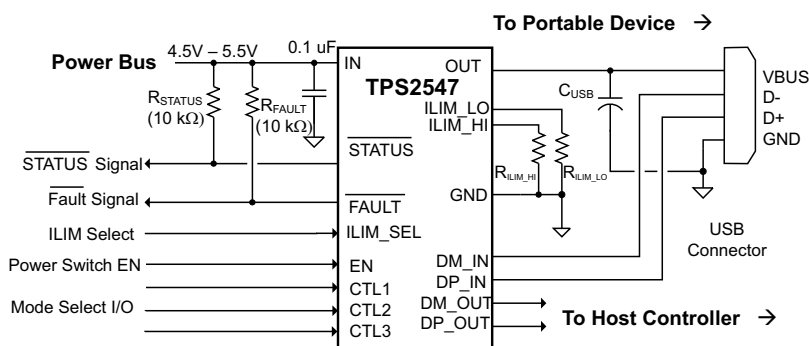 To Portable Device →
Power Bus
4.5V – 5.5V
0.1 uF
IN
OUT
TPS2547
VBUS
D-
D+
GND
RSTATUS
(10 kΩ)
RFAULT
(10 kΩ)
CUSB
ILIM_LO
ILIM_HI
STATUS
STATUS Signal
RILIM_HI
RILIM_LO
Fault Signal
FAULT
GND
ILIM Select
ILIM_SEL
USB
Connector
Power Switch EN
EN
DM_IN
DP_IN
Mode Select I/O
CTL1
CTL2
CTL3
DM_OUT
DP_OUT
To Host Controller →